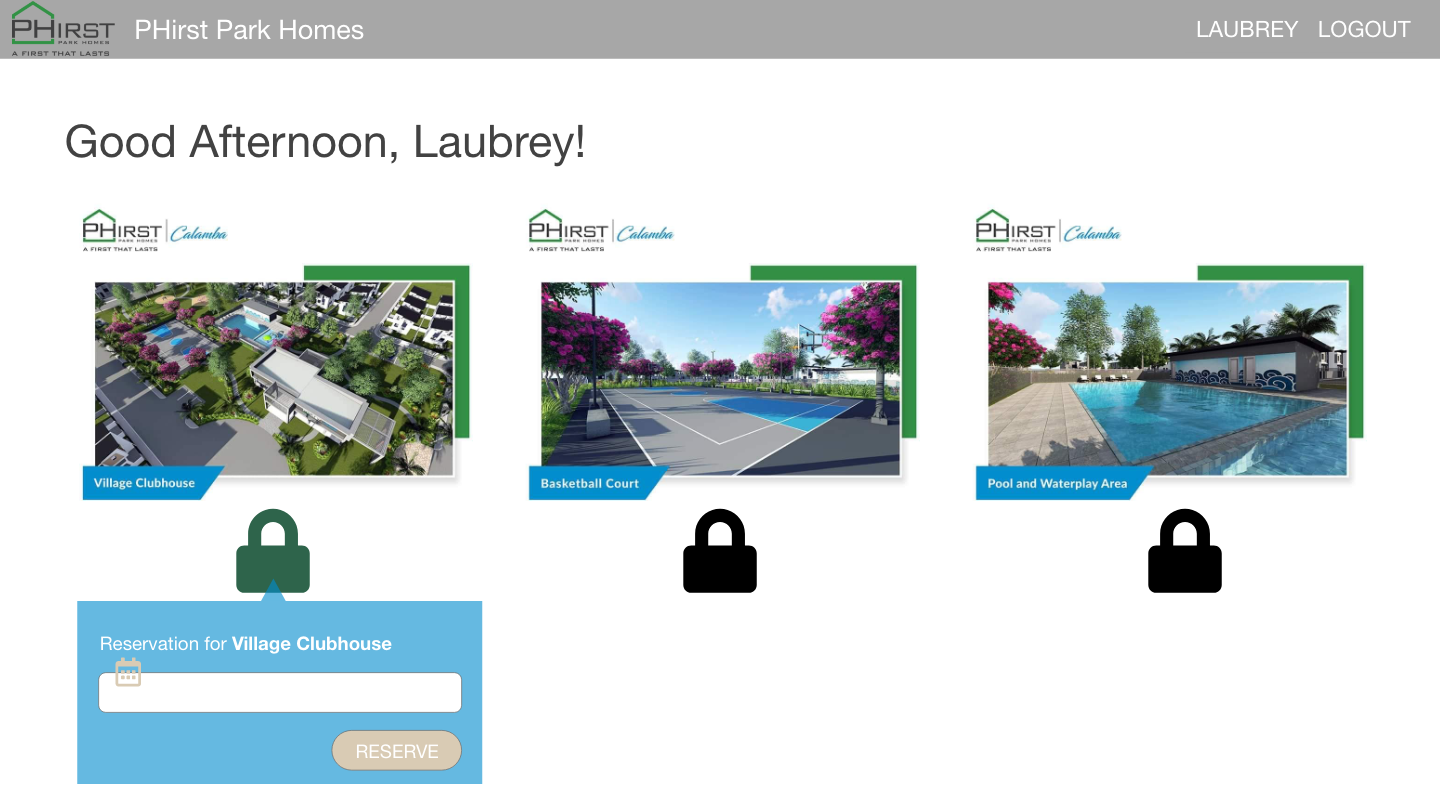 PHIRST
PARK HOMES
A FIRST THAT LASTS
PHirst Park Homes
LAUBREY LOGOUT
Good Afternoon, Laubrey!
PHIRST Calamba
PARK HOMES
A FIRST THAT LASTS
Village Clubhouse
PHIRST Calamba
PARK HOMES
A FIRST THAT LASTS
Basketball Court
PHIRST Calamba
PARK HOMES
A FIRST THAT LASTS
Pool and Waterplay Area
Reservation for Village Clubhouse
RESERVE